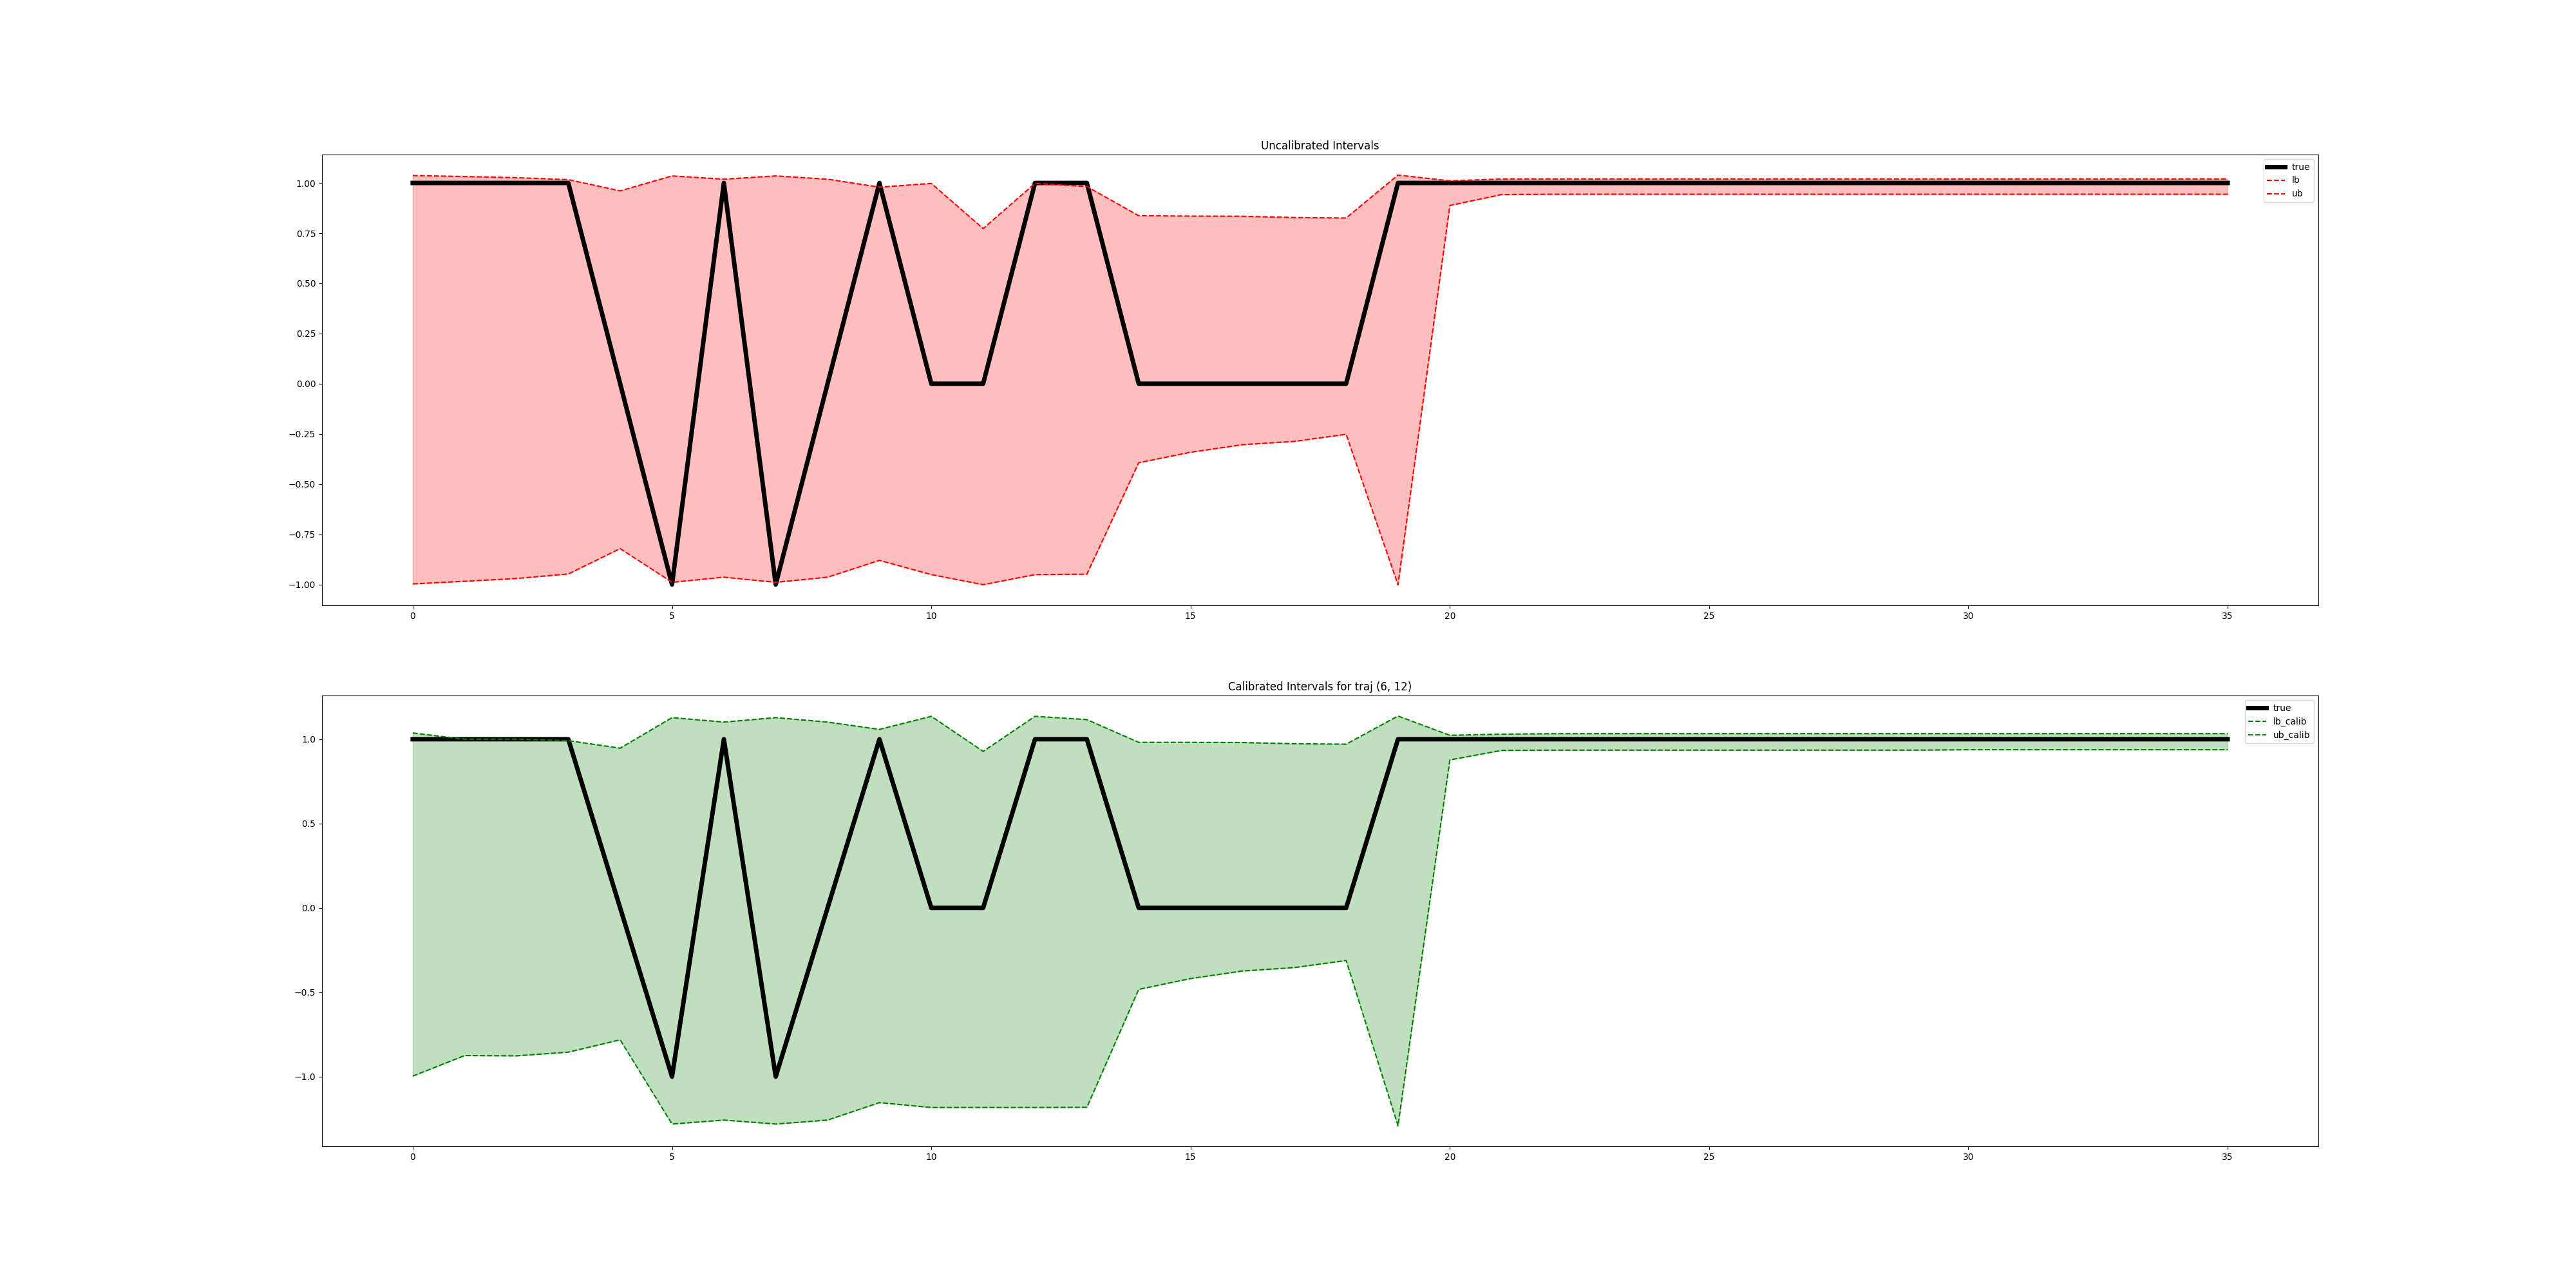 Uncalibrated Intervals
1.00
0.75
0.50
0.25
0.00
−0.25
−0.50
−0.75
−1.00
0 5 10 15 20 25 30 35
true
lb
ub
Calibrated Intervals for traj (6, 12)
1.0
0.5
0.0
−0.5
−1.0
0 5 10 15 20 25 30 35
true
lb_calib
ub_calib